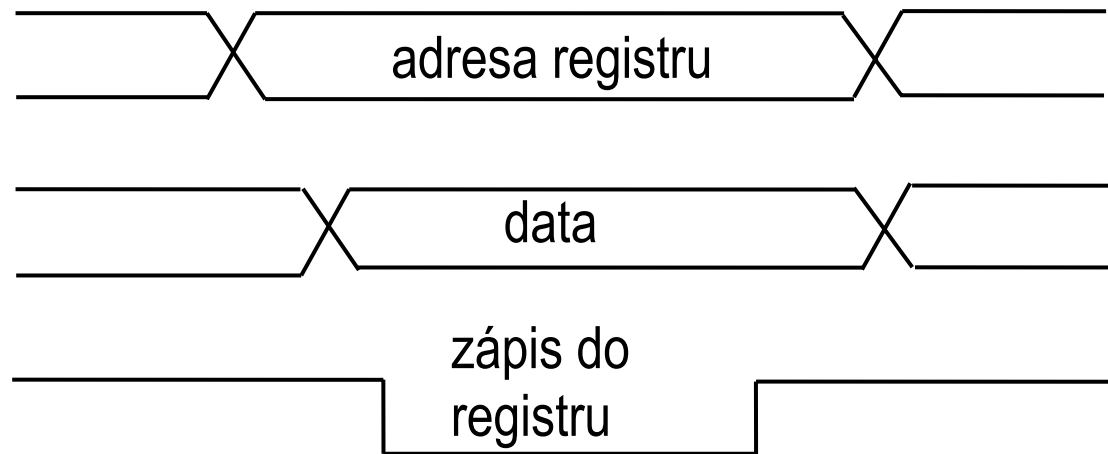 adresa registru
data
zápis do
registru